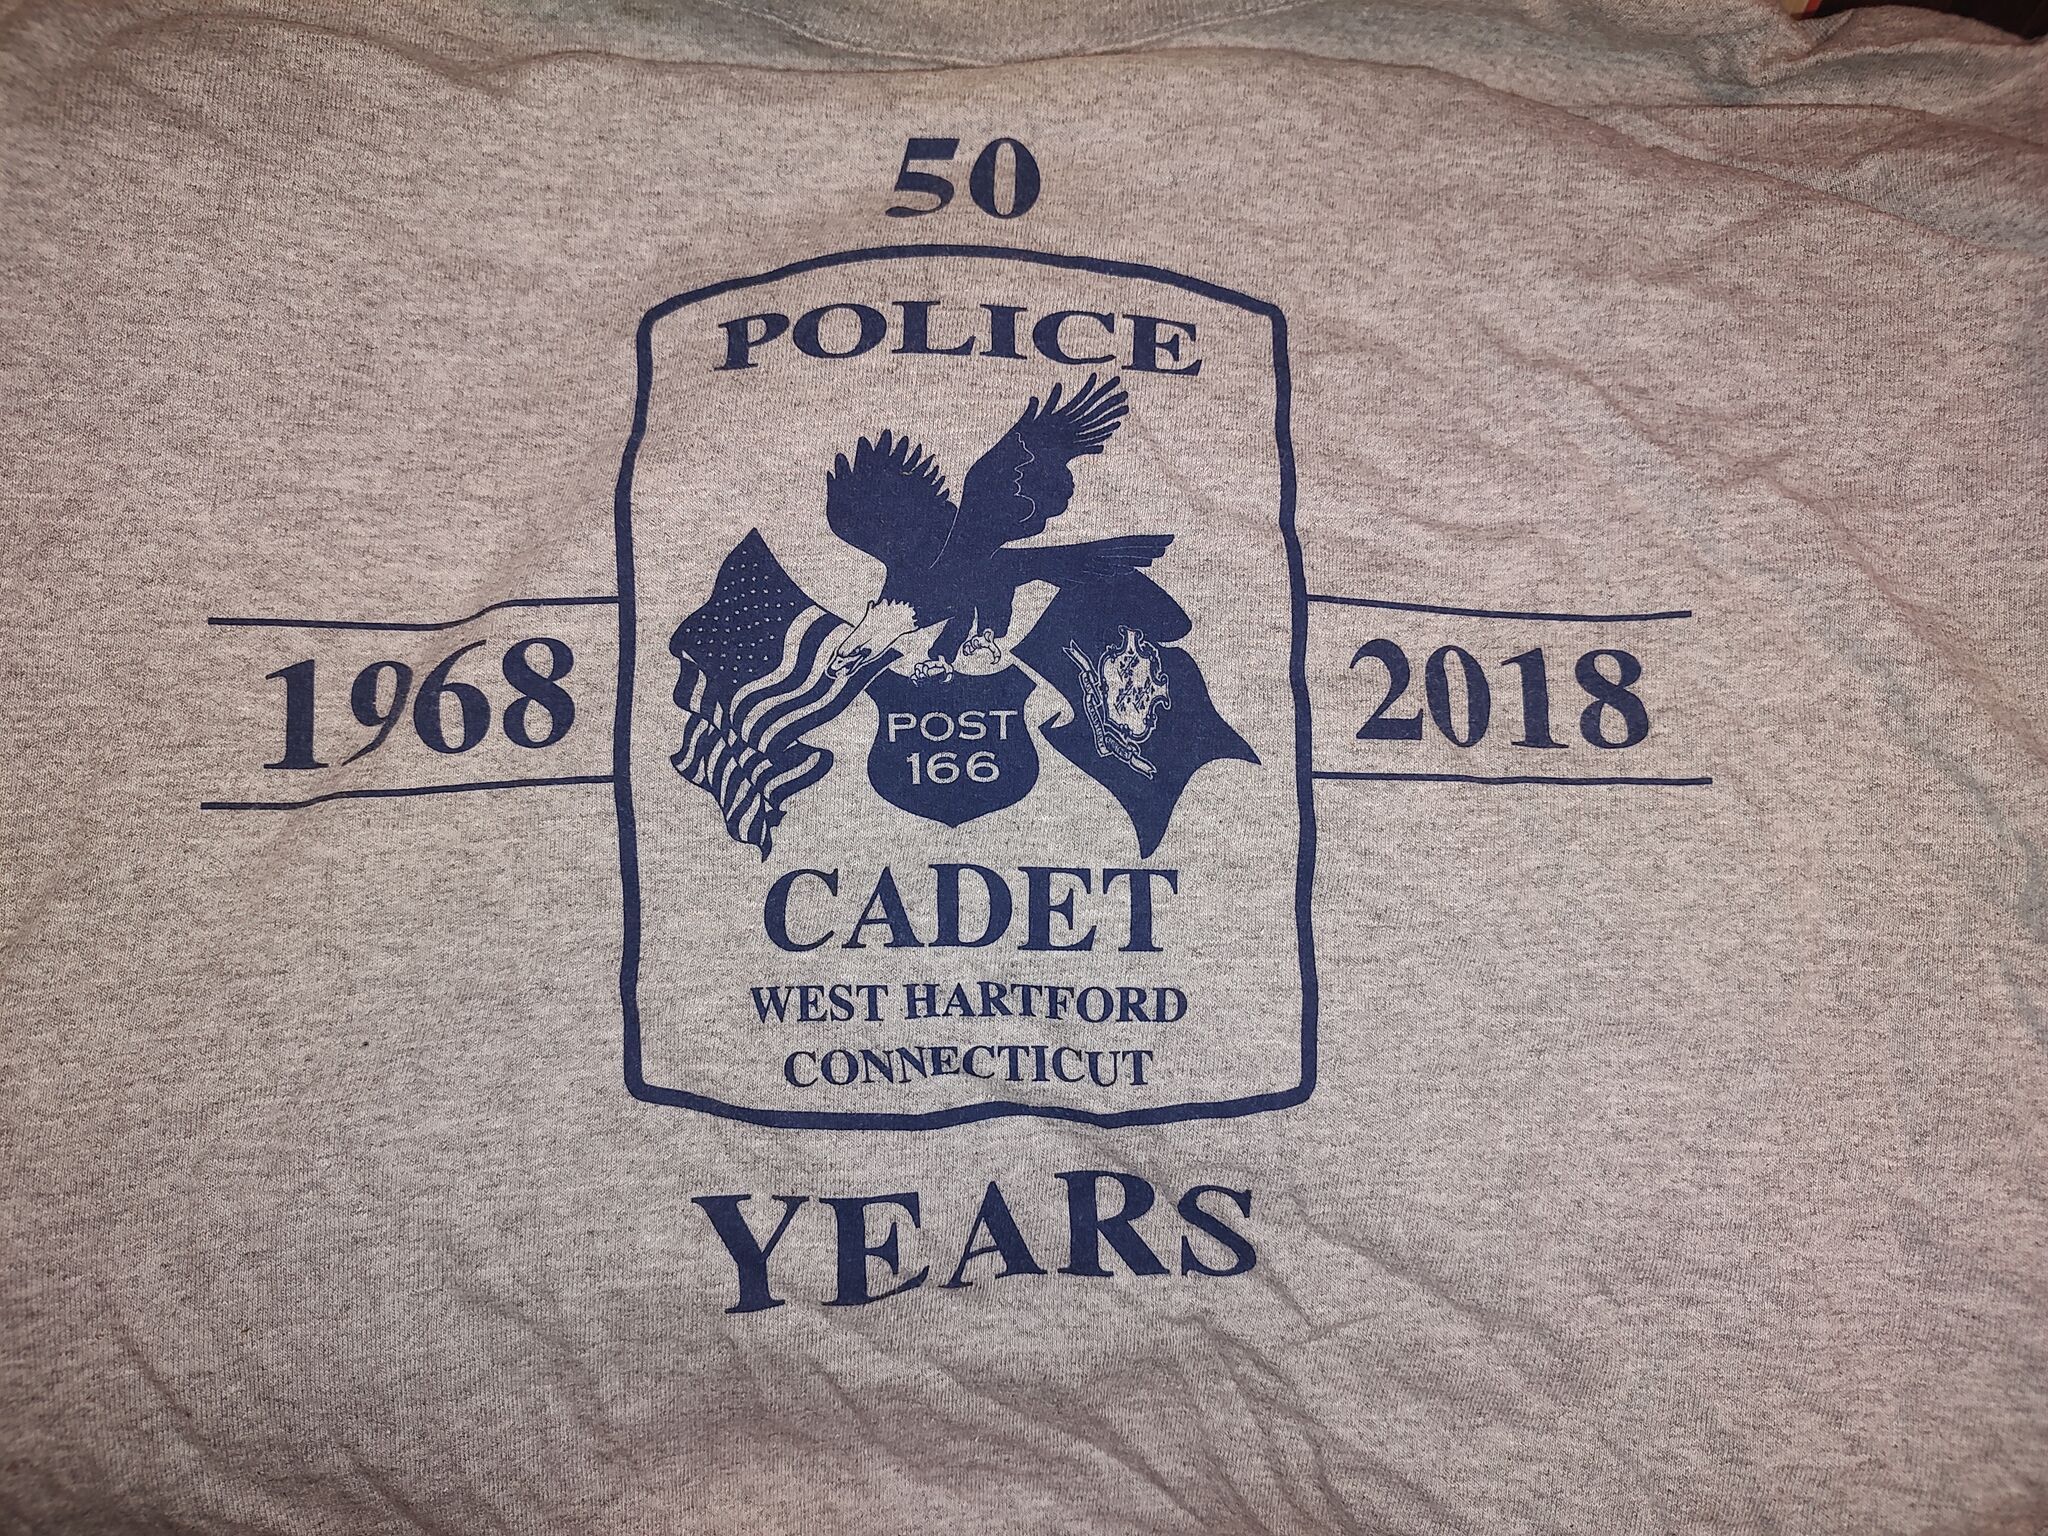 50
POLICE
1968
2018
POST
166
CADET
WEST HARTFORD
CONNECTICUT
YEARS